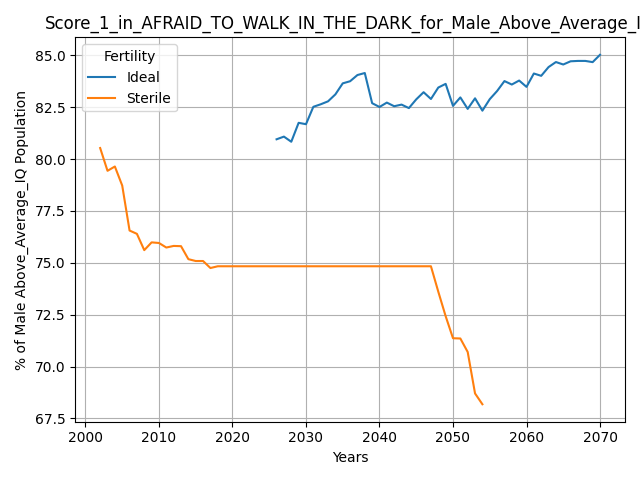 Score_1_in_AFRAID_TO_WALK_IN_THE_DARK_for_Male_Above_Average_I
Fertility
Ideal
Sterile
% of Male Above_Average_IQ Population
85.0
82.5
80.0
77.5
75.0
72.5
70.0
67.5
2000 2010 2020 2030 2040 2050 2060 2070
Years